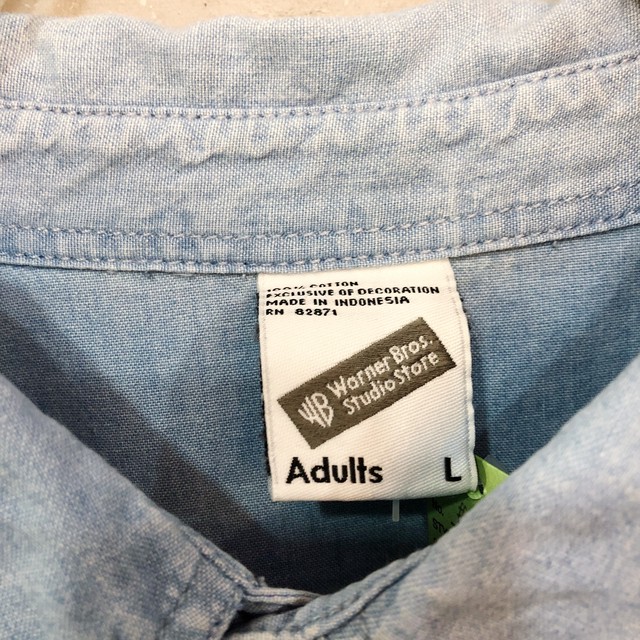 100% COTTON
EXCLUSIVE OF DECORATION
MADE IN INDONESIA
RN 82871
WB Warner Bros.
Studio Store
Adults L